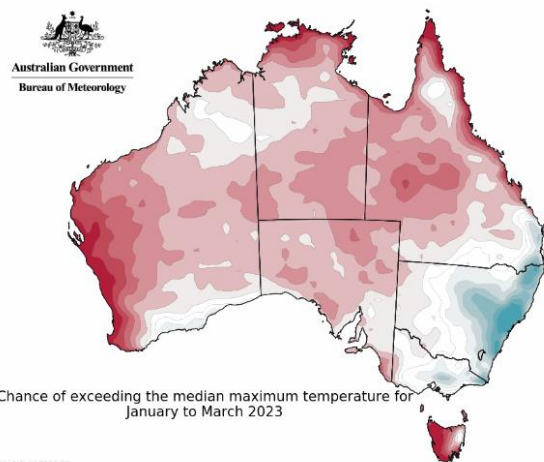 Australian Government
Bureau of Meteorology
Chance of exceeding the median maximum temperature for
January to March 2023